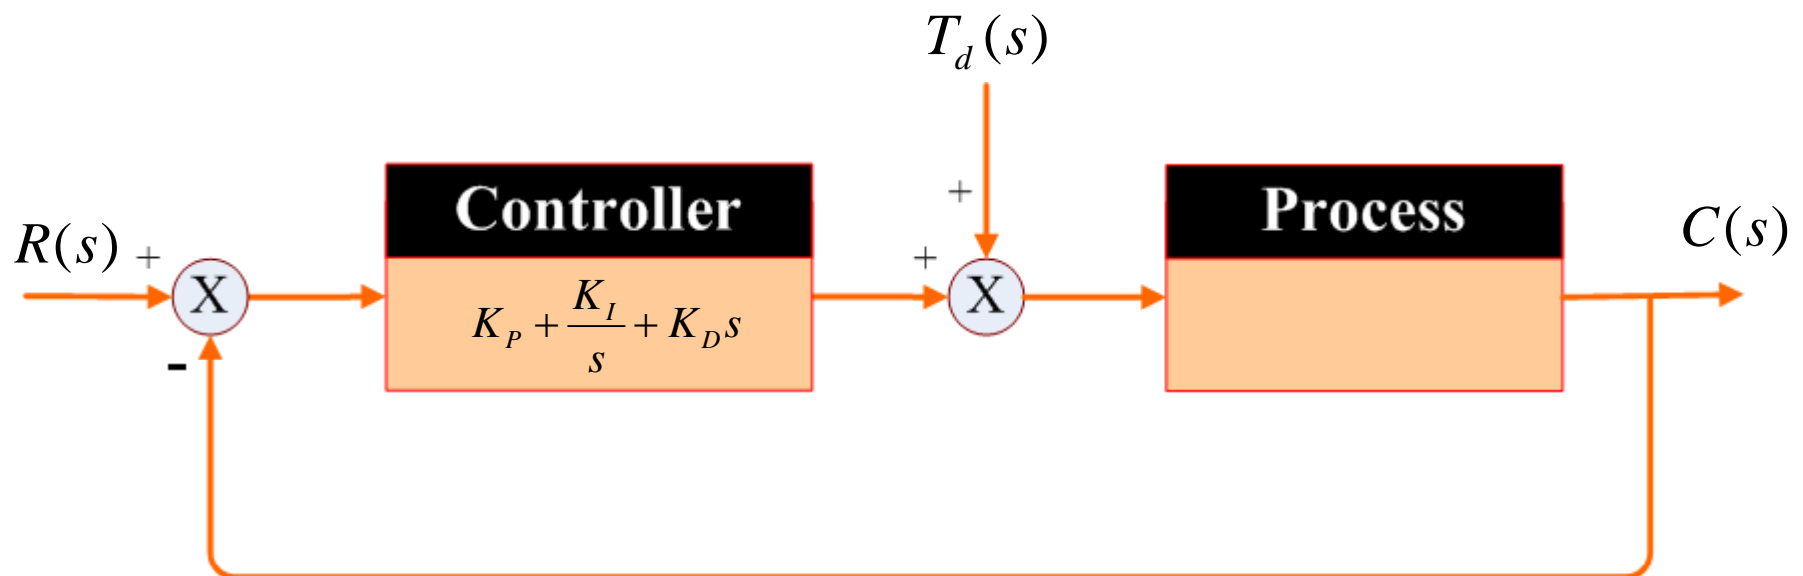 T_d(s)
Controller
Process
R(s)
+
X
K_P + K_I/s + K_D s
+
+
X
C(s)
-